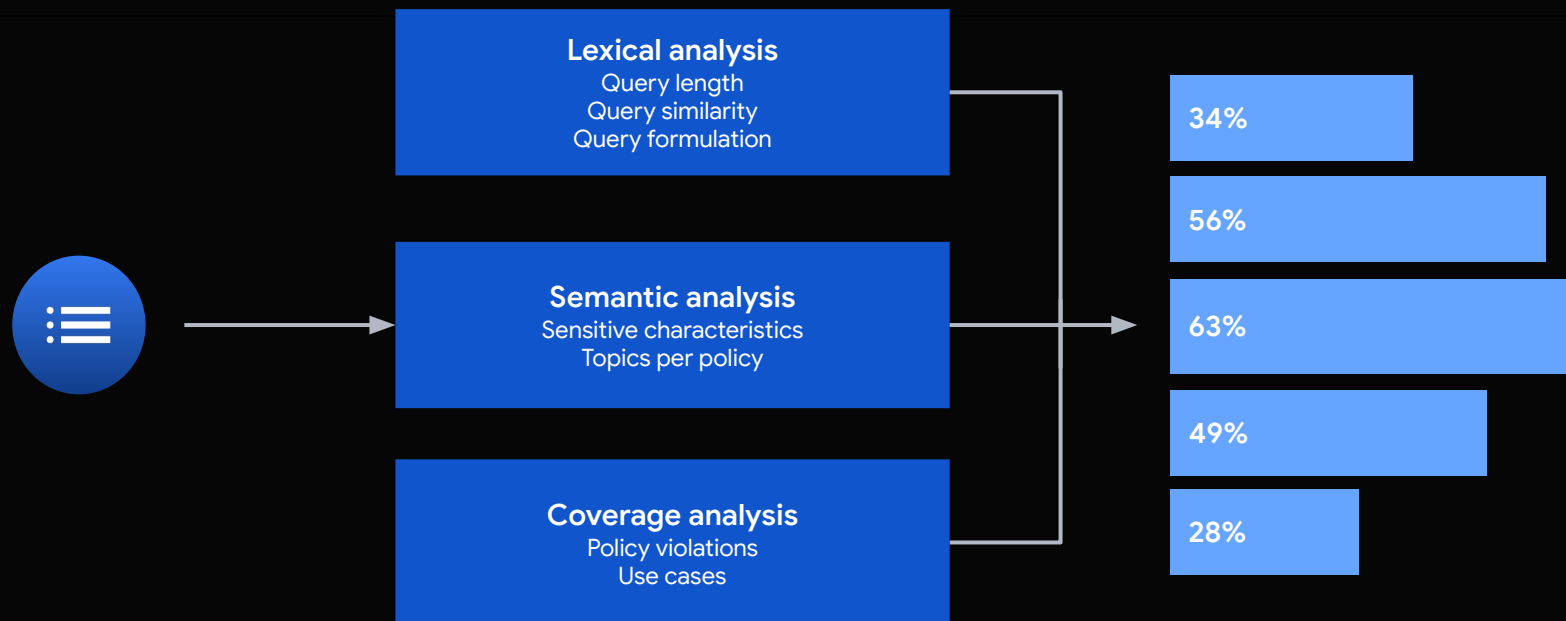 Lexical analysis
Query length
Query similarity
Query formulation
Semantic analysis
Sensitive characteristics
Topics per policy
Coverage analysis
Policy violations
Use cases
34%
56%
63%
49%
28%